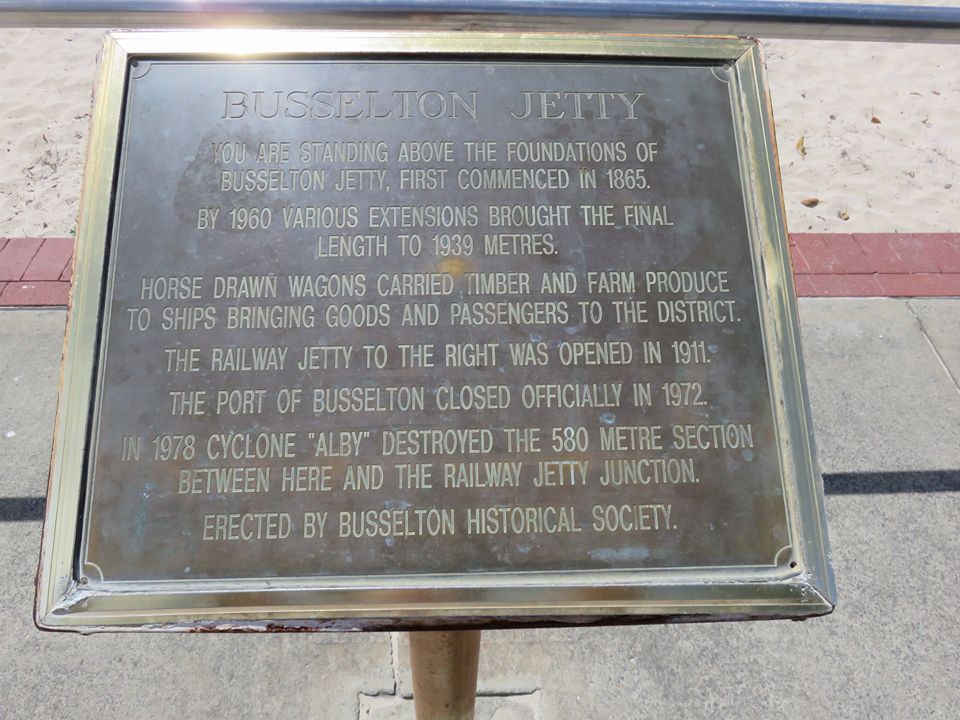 BUSSELTON JETTY
YOU ARE STANDING ABOVE THE FOUNDATIONS OF
BUSSELTON JETTY, FIRST COMMENCED IN 1865.
BY 1960 VARIOUS EXTENSIONS BROUGHT THE FINAL
LENGTH TO 1939 METRES.
HORSE DRAWN WAGONS CARRIED TIMBER AND FARM PRODUCE
TO SHIPS BRINGING GOODS AND PASSENGERS TO THE DISTRICT.
THE RAILWAY JETTY TO THE RIGHT WAS OPENED IN 1911.
THE PORT OF BUSSELTON CLOSED OFFICIALLY IN 1972.
IN 1978 CYCLONE "ALBY" DESTROYED THE 580 METRE SECTION
BETWEEN HERE AND THE RAILWAY JETTY JUNCTION.
ERECTED BY BUSSELTON HISTORICAL SOCIETY.